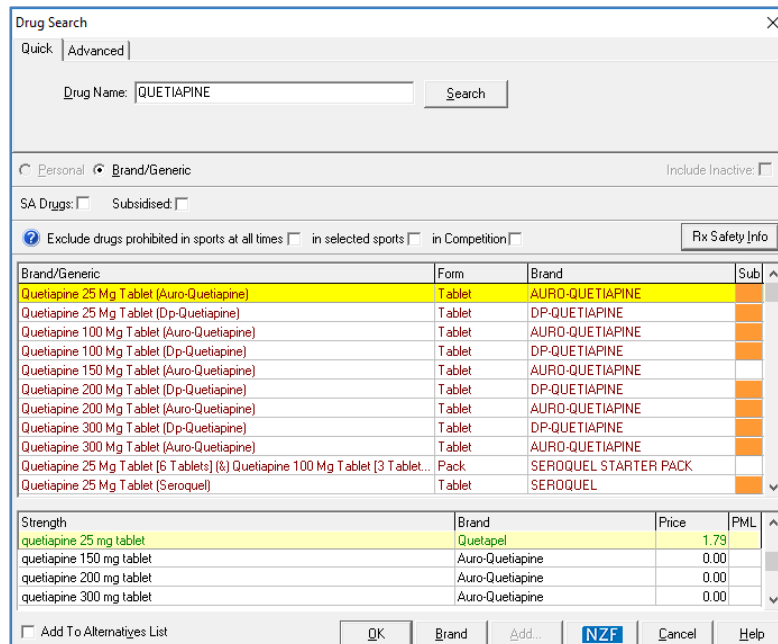 Drug Search
Quick Advanced
Drug Name: QUETIAPINE Search
Personal Brand/Generic Include Inactive:
SA Drugs: Subsidised:
Exclude drugs prohibited in sports at all times in selected sports in Competition Rx Safety Info
Brand/Generic Form Brand Sub
Quetiapine 25 Mg Tablet (Auro-Quetiapine) Tablet AURO-QUETIAPINE
Quetiapine 25 Mg Tablet (Dp-Quetiapine) Tablet DP-QUETIAPINE
Quetiapine 100 Mg Tablet (Auro-Quetiapine) Tablet AURO-QUETIAPINE
Quetiapine 100 Mg Tablet (Dp-Quetiapine) Tablet DP-QUETIAPINE
Quetiapine 150 Mg Tablet (Auro-Quetiapine) Tablet AURO-QUETIAPINE
Quetiapine 200 Mg Tablet (Dp-Quetiapine) Tablet DP-QUETIAPINE
Quetiapine 200 Mg Tablet (Auro-Quetiapine) Tablet AURO-QUETIAPINE
Quetiapine 300 Mg Tablet (Dp-Quetiapine) Tablet DP-QUETIAPINE
Quetiapine 300 Mg Tablet (Auro-Quetiapine) Tablet AURO-QUETIAPINE
Quetiapine 25 Mg Tablet [6 Tablets] (&) Quetiapine 100 Mg Tablet [3 Tablet... Pack SEROQUEL STARTER PACK
Quetiapine 25 Mg Tablet (Seroquel) Tablet SEROQUEL
Strength Brand Price PML
quetiapine 25 mg tablet Quetapel 1.79
quetiapine 150 mg tablet Auro-Quetiapine 0.00
quetiapine 200 mg tablet Auro-Quetiapine 0.00
quetiapine 300 mg tablet Auro-Quetiapine 0.00
Add To Alternatives List OK Brand Add... NZF Cancel Help